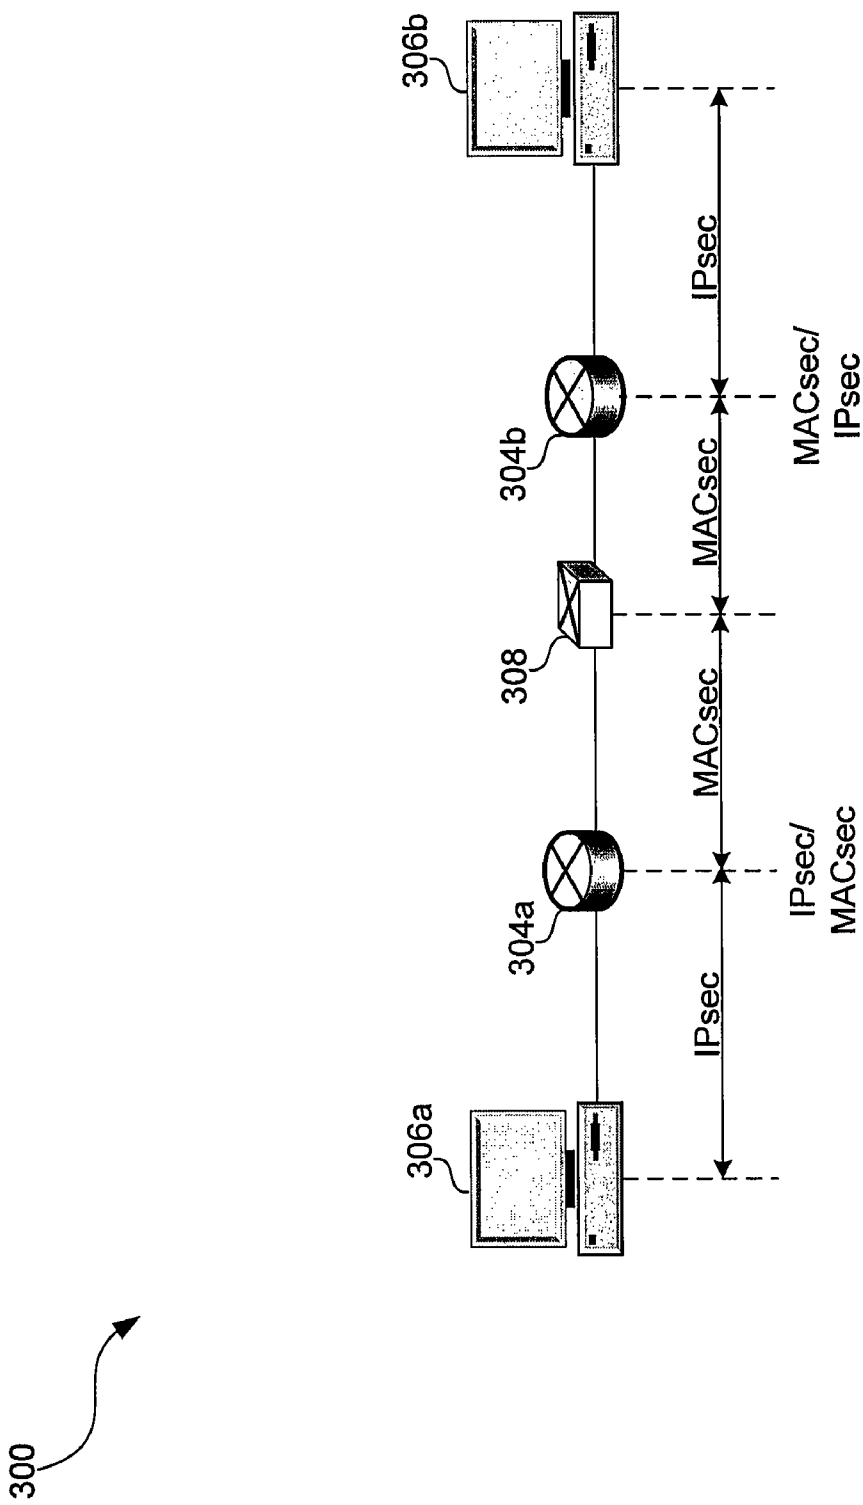 300
306a
304a
308
304b
306b
IPsec
MACsec
MACsec
IPsec
IPsec/
MACsec
MACsec/
IPsec